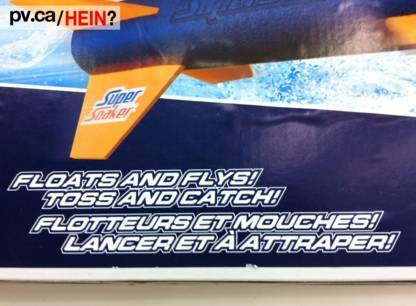 pv.ca/HEIN?
Super
Soaker
FLOATS AND FLYS!
TOSS AND CATCH!
FLOTTEURS ET MOUCHES!
LANCER ET À ATTRAPER!